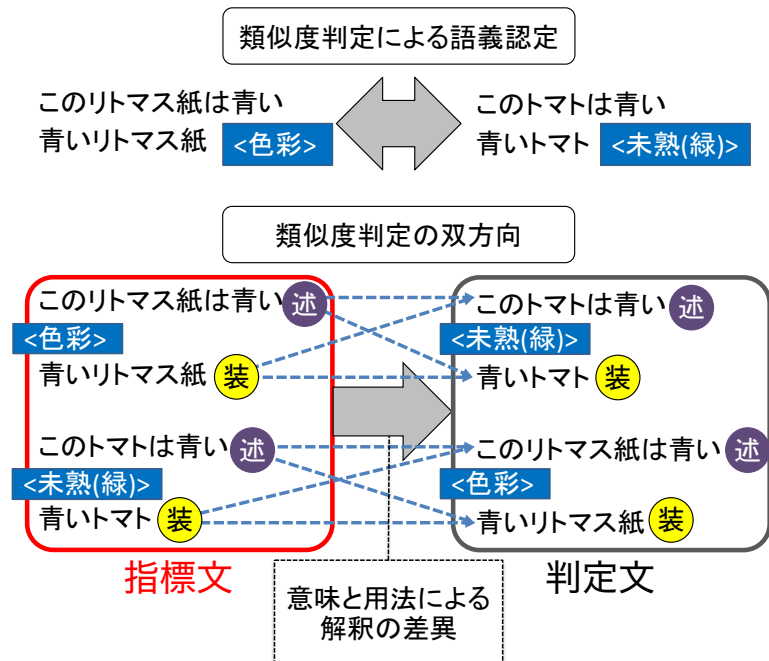 類似度判定による語義認定
このリトマス紙は青い
青いリトマス紙 <色彩>
このトマトは青い
青いトマト <未熟(緑)>
類似度判定の双方向
このリトマス紙は青い 述
<色彩>
青いリトマス紙 装
このトマトは青い 述
<未熟(緑)>
青いトマト 装
指標文
このトマトは青い 述
<未熟(緑)>
青いトマト 装
このリトマス紙は青い 述
<色彩>
青いリトマス紙 装
判定文
意味と用法による
解釈の差異